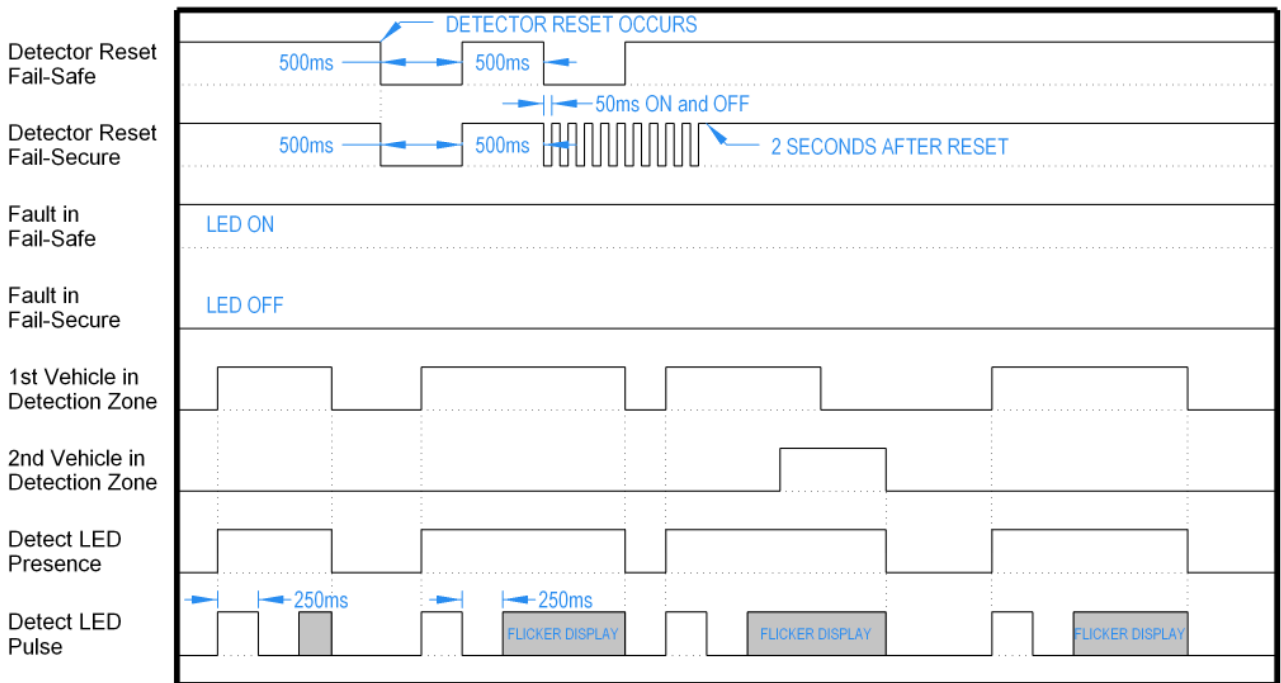 DETECTOR RESET OCCURS
Detector Reset
Fail-Safe
500ms 500ms
50ms ON and OFF
Detector Reset
Fail-Secure
500ms 500ms 2 SECONDS AFTER RESET
Fault in
Fail-Safe
LED ON
Fault in
Fail-Secure
LED OFF
1st Vehicle in
Detection Zone
2nd Vehicle in
Detection Zone
Detect LED
Presence
250ms 250ms
Detect LED
Pulse
FLICKER DISPLAY FLICKER DISPLAY FLICKER DISPLAY